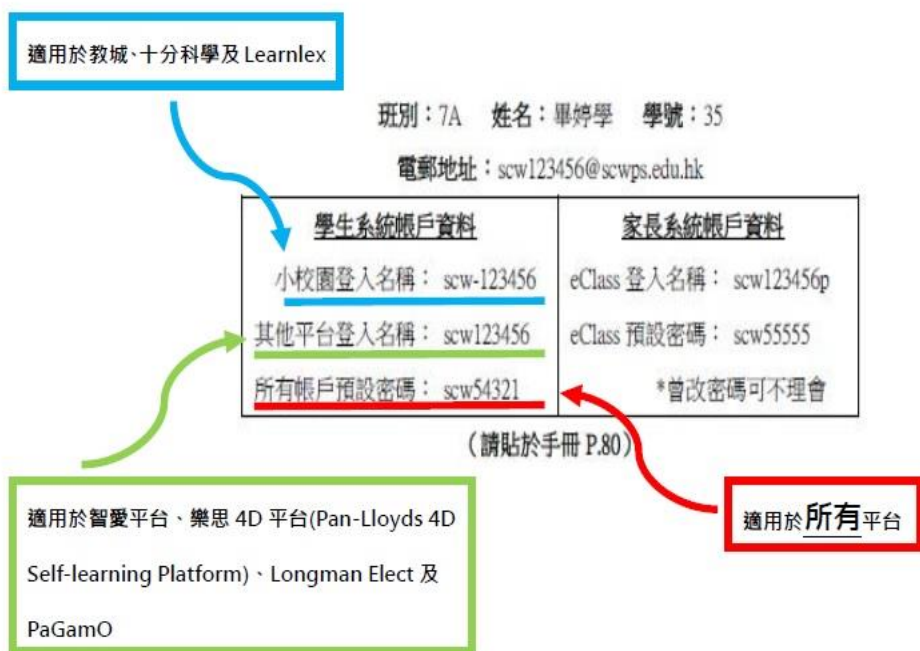 適用於教城、十分科學及 Learnlex
班別：7A 姓名：畢婷學 學號：35
電郵地址：scw123456@scwps.edu.hk
學生系統帳戶資料
小校園登入名稱： scw-123456
其他平台登入名稱： scw123456
所有帳戶預設密碼： scw54321
家長系統帳戶資料
eClass 登入名稱： scw123456p
eClass 預設密碼： scw55555
*曾改密碼可不理會
（請貼於手冊 P.80）
適用於智愛平台、樂思 4D 平台(Pan-Lloyds 4D
Self-learning Platform)、Longman Elect 及
PaGamO
適用於所有平台